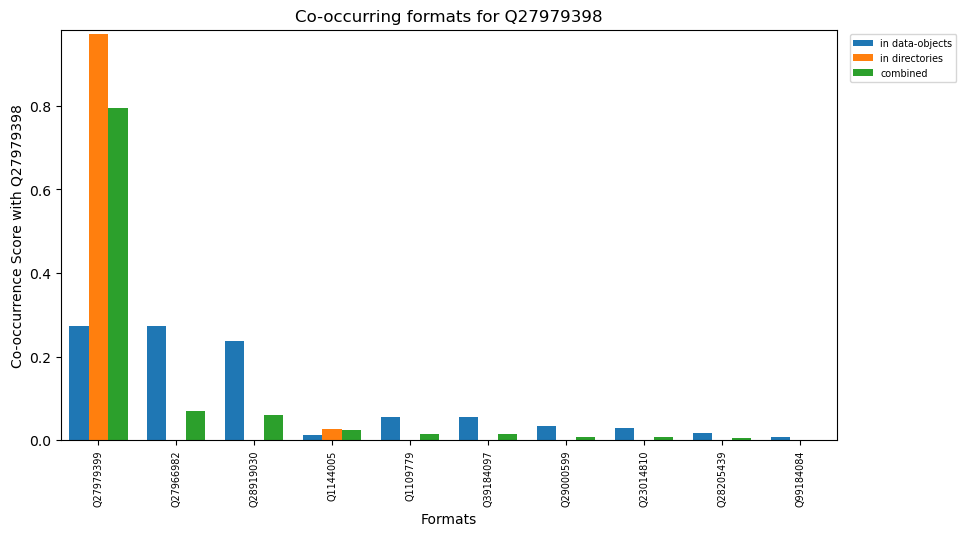 Co-occurring formats for Q27979398
in data-objects
in directories
combined
Co-occurrence Score with Q27979398
0.8
0.6
0.4
0.2
0.0
Q27979399
Q27966982
Q28919030
Q1144005
Q1109779
Q39184097
Q29000599
Q23014810
Q28205439
Q99184084
Formats